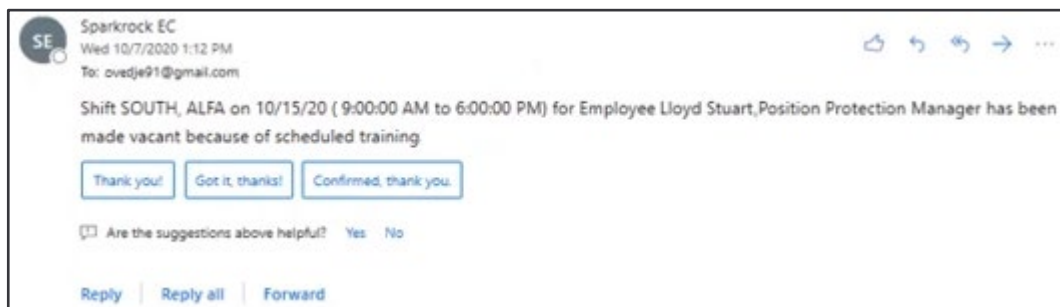 SE
Sparkrock EC
Wed 10/7/2020 1:12 PM
To: ovedje91@gmail.com
Shift SOUTH, ALFA on 10/15/20 ( 9:00:00 AM to 6:00:00 PM) for Employee Lloyd Stuart,Position Protection Manager has been
made vacant because of scheduled training
Thank you!
Got it, thanks!
Confirmed, thank you.
Are the suggestions above helpful? Yes No
Reply Reply all Forward